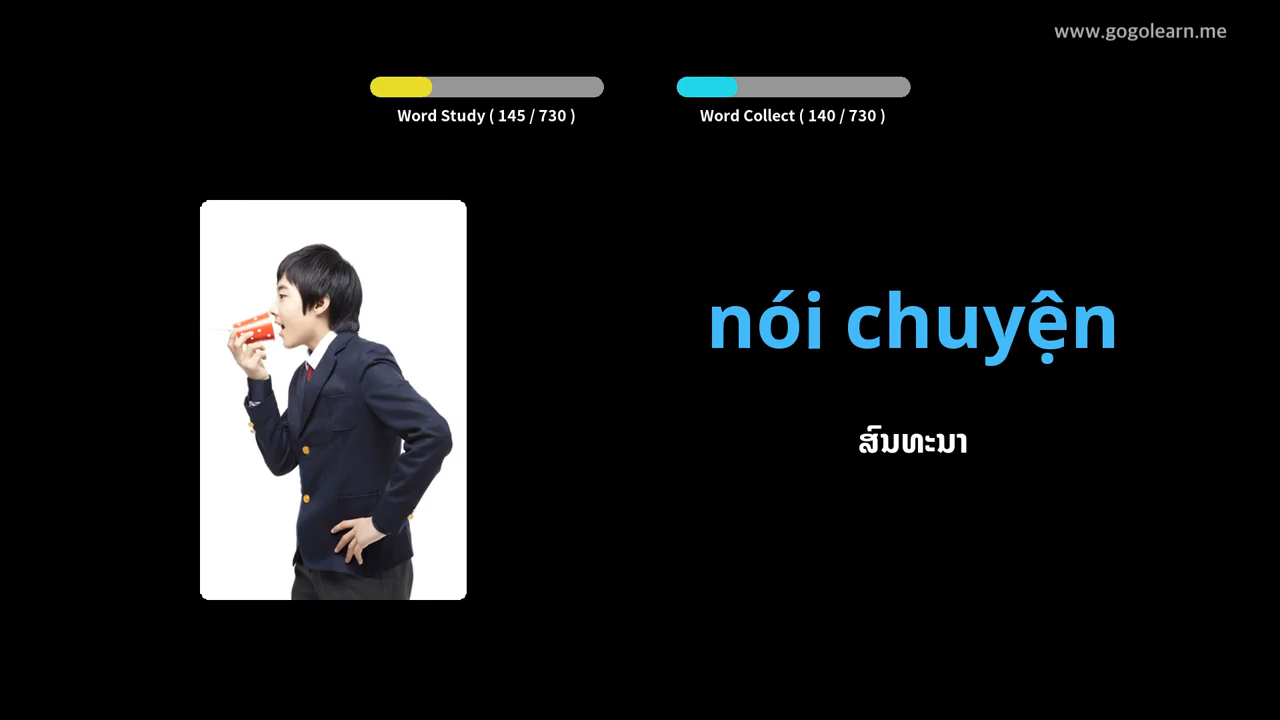 www.gogolearn.me
Word Study ( 145 / 730 )
Word Collect ( 140 / 730 )
nói chuyện
ສົນທະນາ